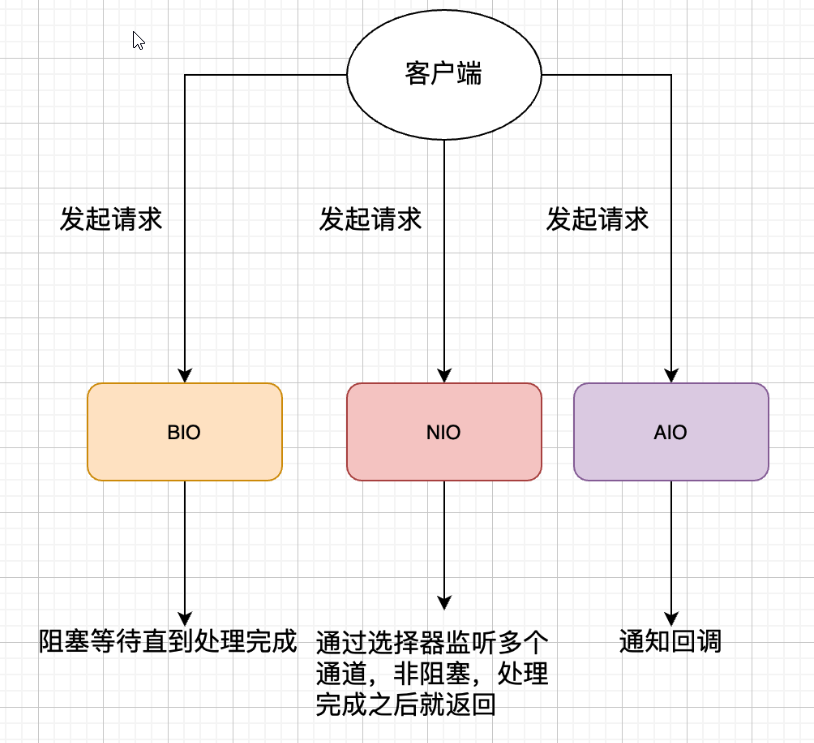 客户端
发起请求
发起请求
发起请求
BIO
NIO
AIO
阻塞等待直到处理完成
通过选择器监听多个
通道，非阻塞，处理
完成之后就返回
通知回调